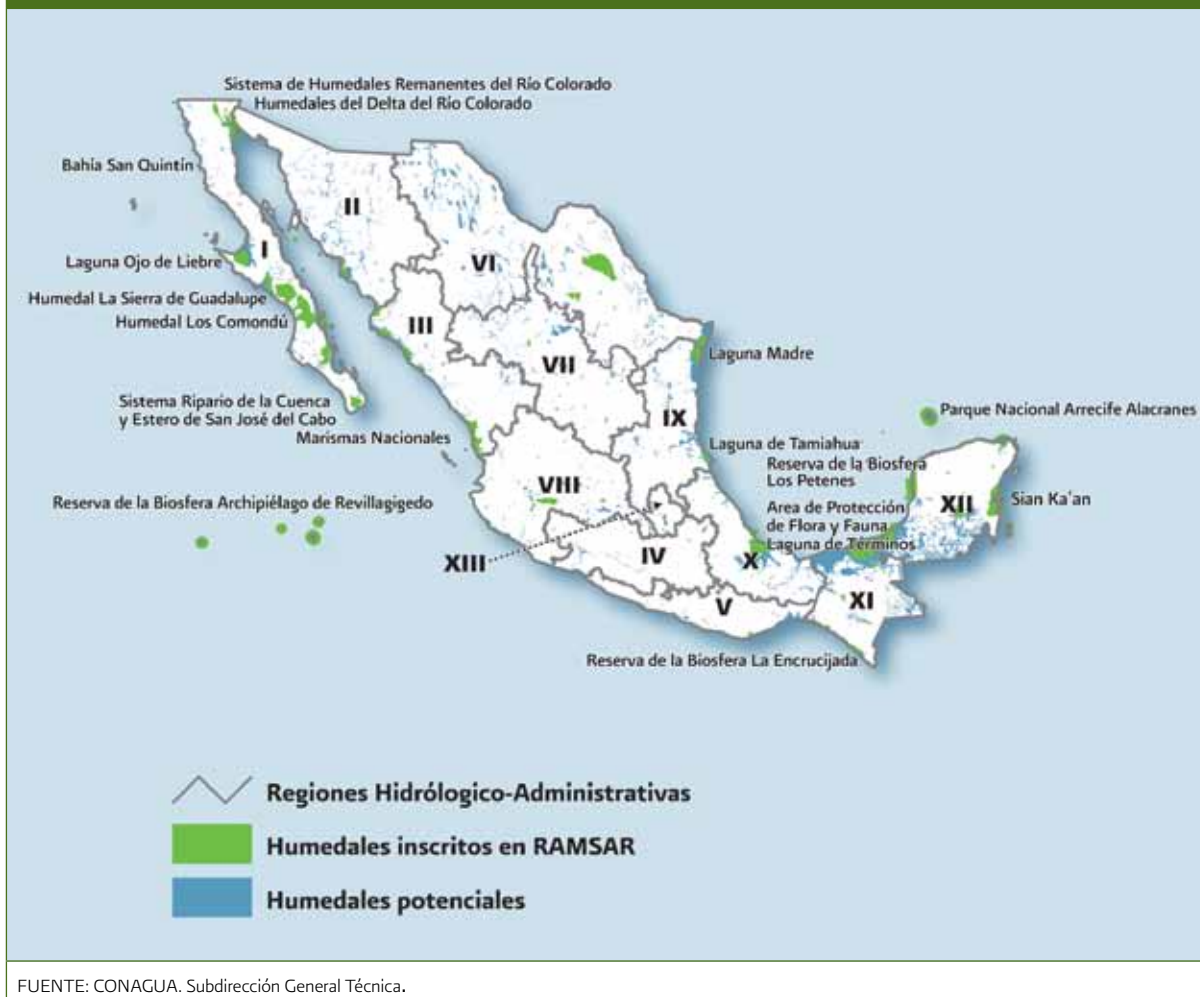 Sistema de Humedales Remanentes del Río Colorado
Humedales del Delta del Río Colorado
Bahía San Quintín
II
I
VI
Laguna Ojo de Liebre
Humedal La Sierra de Guadalupe
Humedal Los Comondú
III
VII
Laguna Madre
Sistema Ripario de la Cuenca
y Estero de San José del Cabo
Marismas Nacionales
IX
Parque Nacional Arrecife Alacranes
Laguna de Tamiahua
Reserva de la Biosfera
Los Petenes
VIII
Reserva de la Biosfera Archipiélago de Revillagigedo
Area de Protección
de Flora y Fauna
Laguna de Términos
XII
Sian Ka'an
XIII
IV
X
V
XI
Reserva de la Biosfera La Encrucijada
Regiones Hidrólogico-Administrativas
Humedales inscritos en RAMSAR
Humedales potenciales
FUENTE: CONAGUA. Subdirección General Técnica.